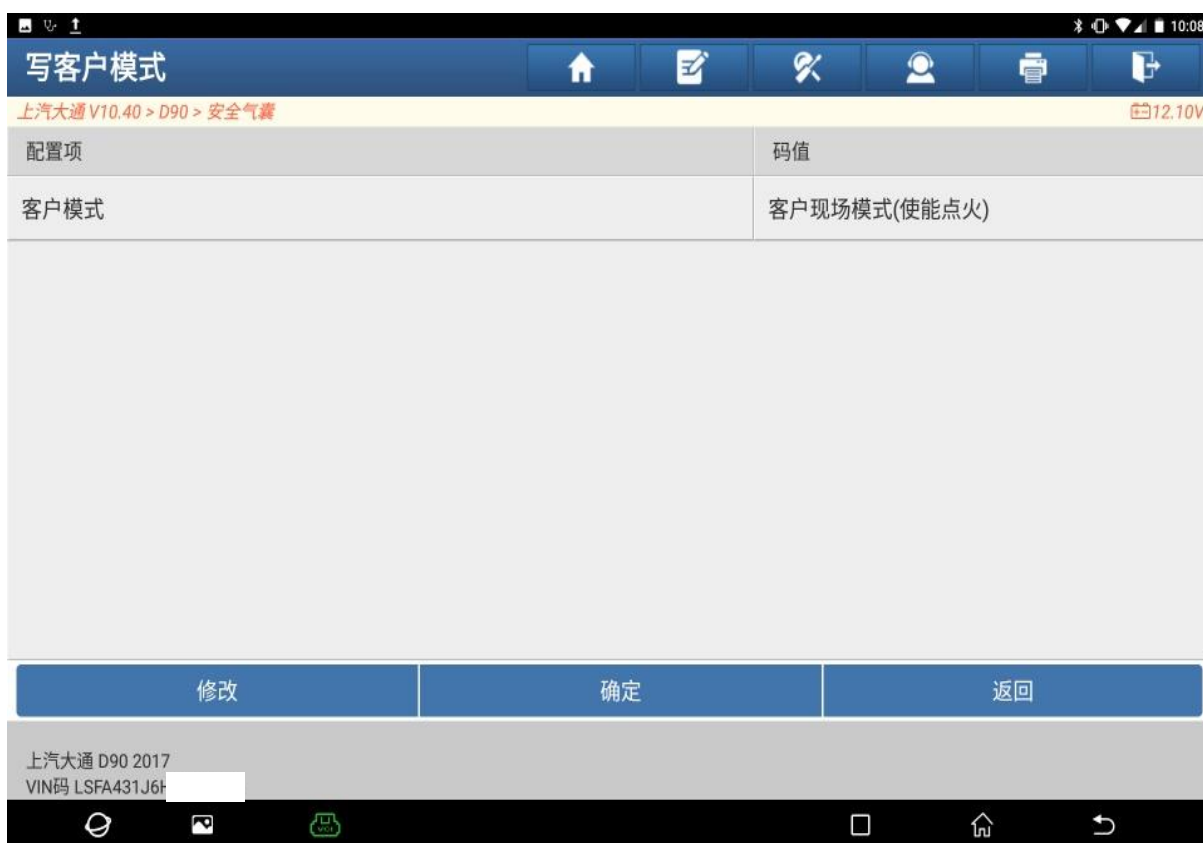 10:08
写客户模式
上汽大通 V10.40 > D90 > 安全气囊
12.10V
配置项
码值
客户模式
客户现场模式(使能点火)
修改
确定
返回
上汽大通 D90 2017
VIN码 LSFA431J6H
VCI